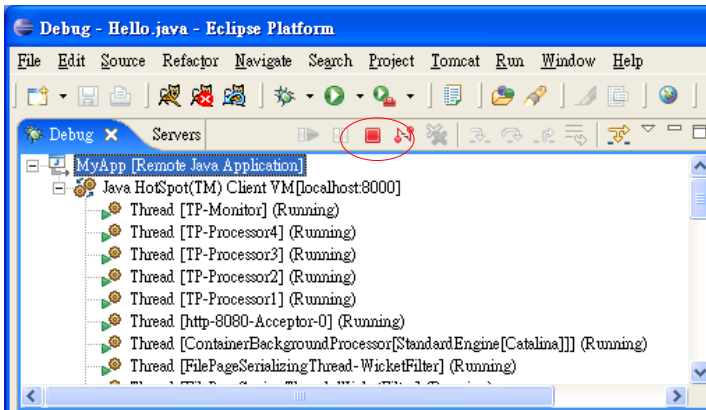 Debug - Hello.java - Eclipse Platform
File Edit Source Refactor Navigate Search Project Tomcat Run Window Help
Debug Servers
MyApp [Remote Java Application]
Java HotSpot(TM) Client VM[localhost:8000]
Thread [TP-Monitor] (Running)
Thread [TP-Processor4] (Running)
Thread [TP-Processor3] (Running)
Thread [TP-Processor2] (Running)
Thread [TP-Processor1] (Running)
Thread [http-8080-Acceptor-0] (Running)
Thread [ContainerBackgroundProcessor[StandardEngine[Catalina]]] (Running)
Thread [FilePageSerializingThread-WicketFilter] (Running)